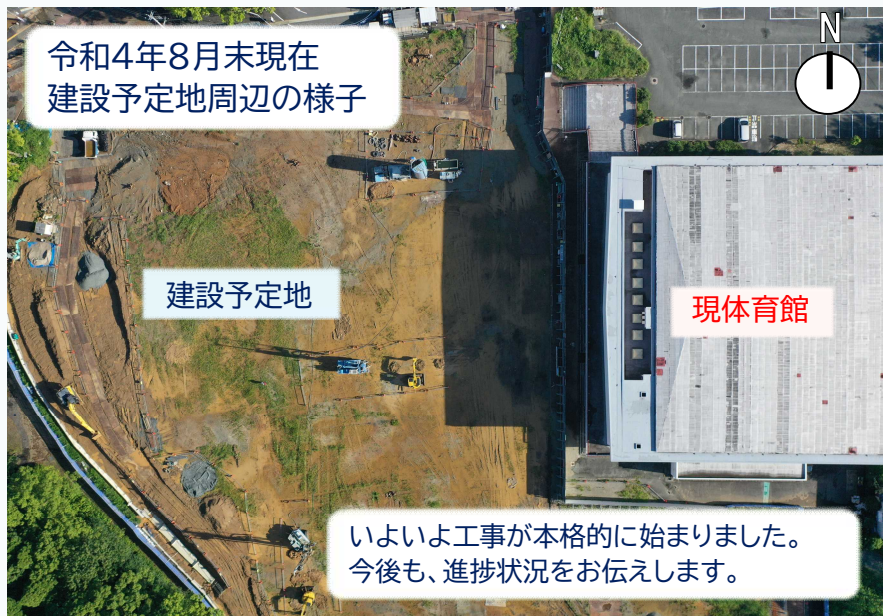 令和4年8月末現在
建設予定地周辺の様子
N
建設予定地
現体育館
いよいよ工事が本格的に始まりました。
今後も、進捗状況をお伝えします。